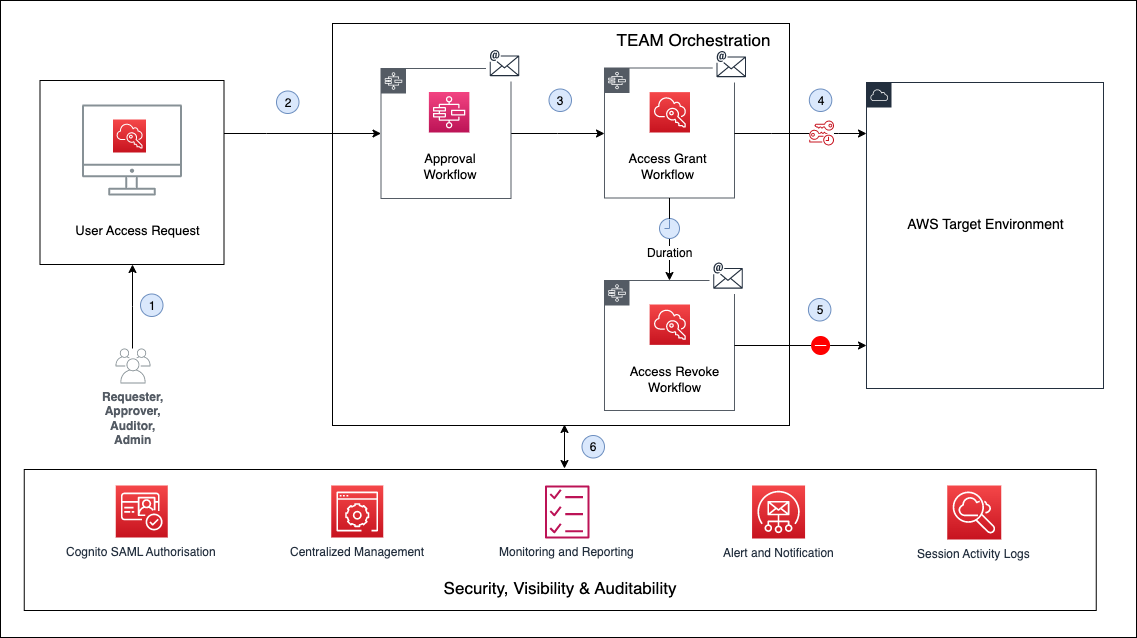 TEAM Orchestration
@
@
2
3
4
Approval
Workflow
Access Grant
Workflow
User Access Request
AWS Target Environment
Duration
@
1
5
Access Revoke
Workflow
Requester,
Approver,
Auditor,
Admin
6
Cognito SAML Authorisation
Centralized Management
Monitoring and Reporting
Alert and Notification
Session Activity Logs
Security, Visibility & Auditability